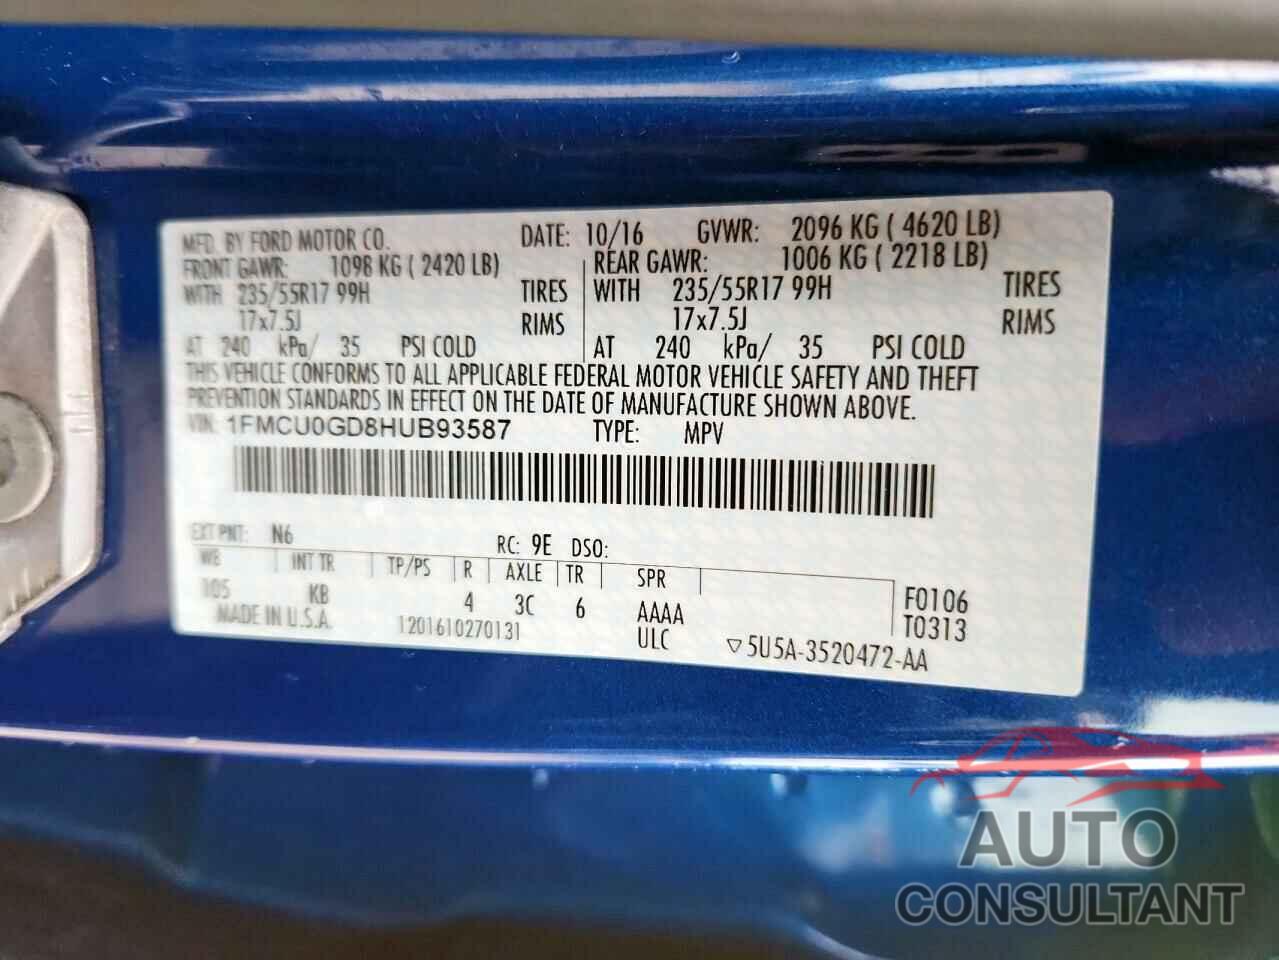 MFD. BY FORD MOTOR CO. DATE: 10/16 GVWR: 2096 KG ( 4620 LB)
FRONT GAWR: 1098 KG ( 2420 LB) REAR GAWR: 1006 KG ( 2218 LB)
WITH 235/55R17 99H TIRES WITH 235/55R17 99H TIRES
17x7.5J RIMS 17x7.5J RIMS
AT 240 kPa/ 35 PSI COLD AT 240 kPa/ 35 PSI COLD
THIS VEHICLE CONFORMS TO ALL APPLICABLE FEDERAL MOTOR VEHICLE SAFETY AND THEFT
PREVENTION STANDARDS IN EFFECT ON THE DATE OF MANUFACTURE SHOWN ABOVE.
VIN: 1FMCU0GD8HUB93587 TYPE: MPV
EXT PNT: N6 RC: 9E DSO:
WB INT TR TP/PS R AXLE TR SPR
105 KB 4 3C 6 AAAA F0106
ULC T0313
MADE IN U.S.A. 1201610270131 ▽5U5A-3520472-AA
AUTO
CONSULTANT